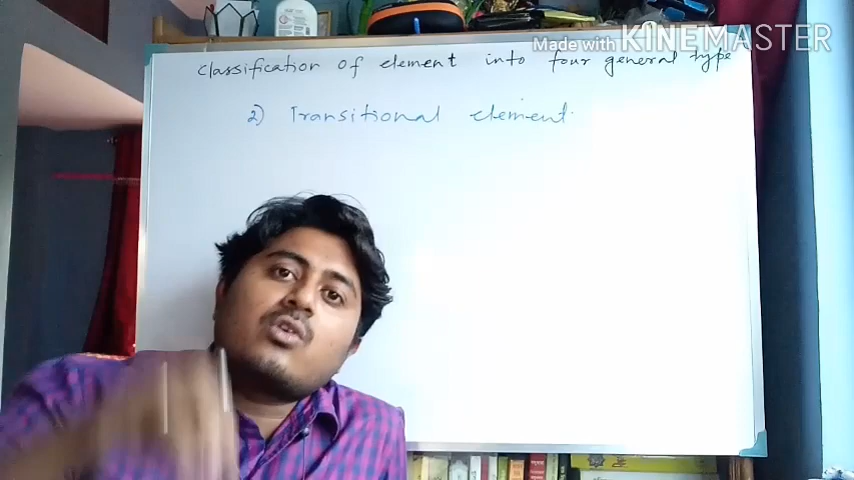 Made with KINEMASTER
classification of element into four general type
2) Transitional element.